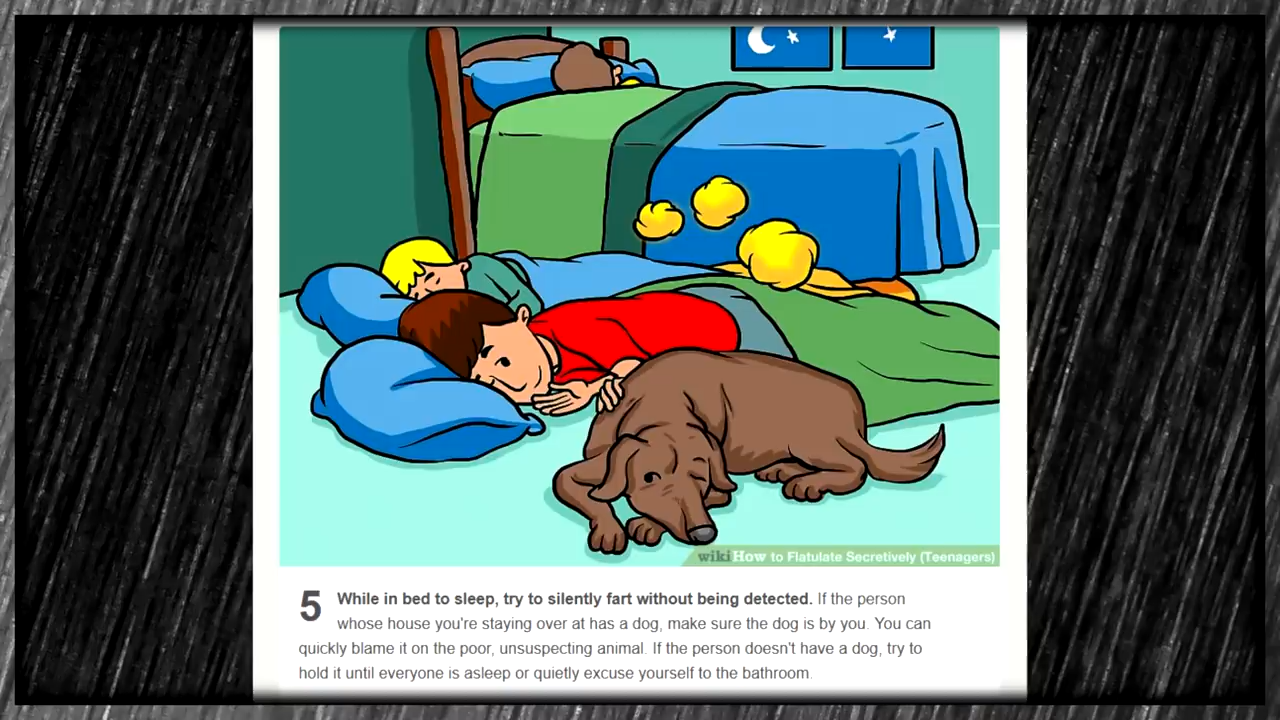 wikiHow to Flatulate Secretively (Teenagers)
5 While in bed to sleep, try to silently fart without being detected. If the person
whose house you're staying over at has a dog, make sure the dog is by you. You can
quickly blame it on the poor, unsuspecting animal. If the person doesn't have a dog, try to
hold it until everyone is asleep or quietly excuse yourself to the bathroom.